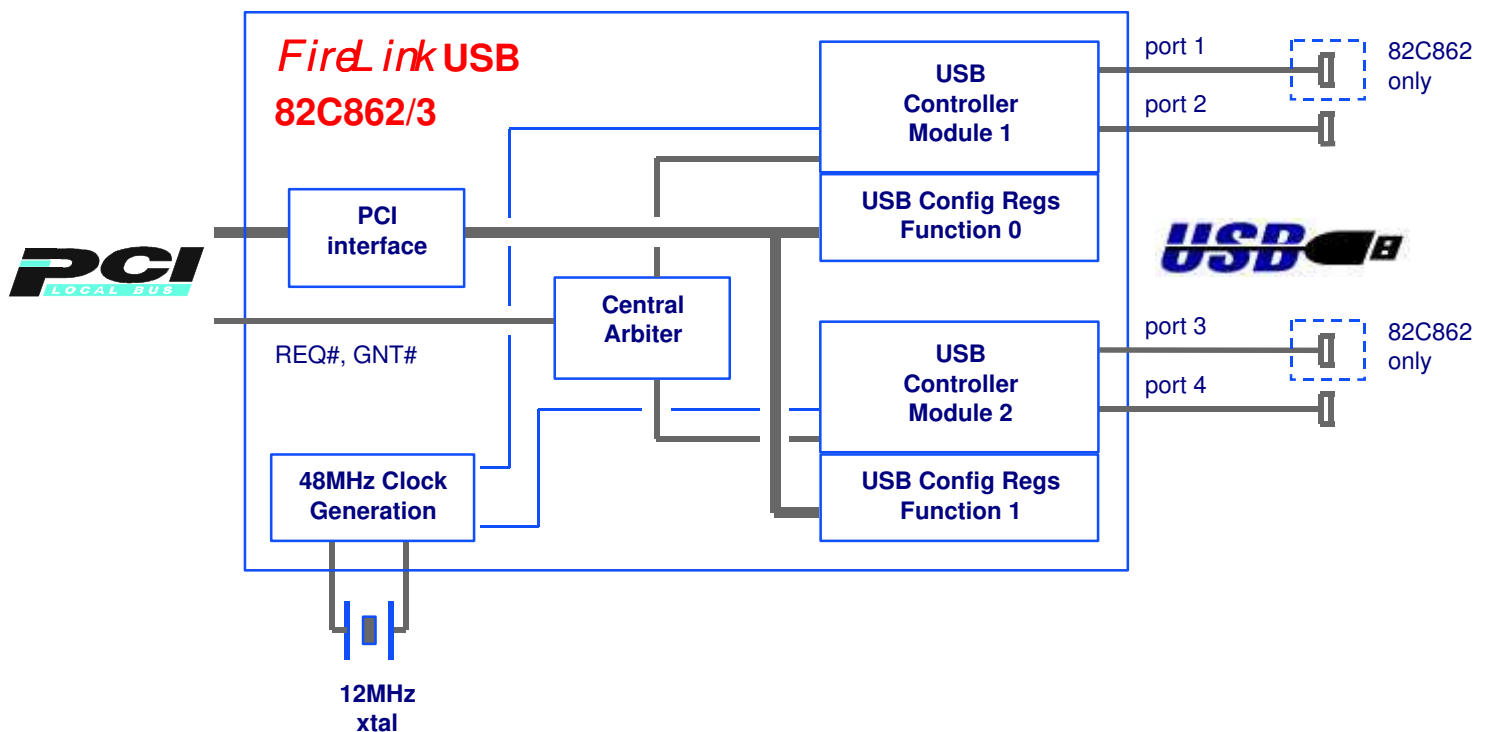 FireLink USB
82C862/3
USB
Controller
Module 1
port 1
port 2
82C862
only
PCI
interface
USB Config Regs
Function 0
PCI
LOCAL BUS
USB
Central
Arbiter
REQ#, GNT#
USB
Controller
Module 2
port 3
port 4
82C862
only
48MHz Clock
Generation
USB Config Regs
Function 1
12MHz
xtal